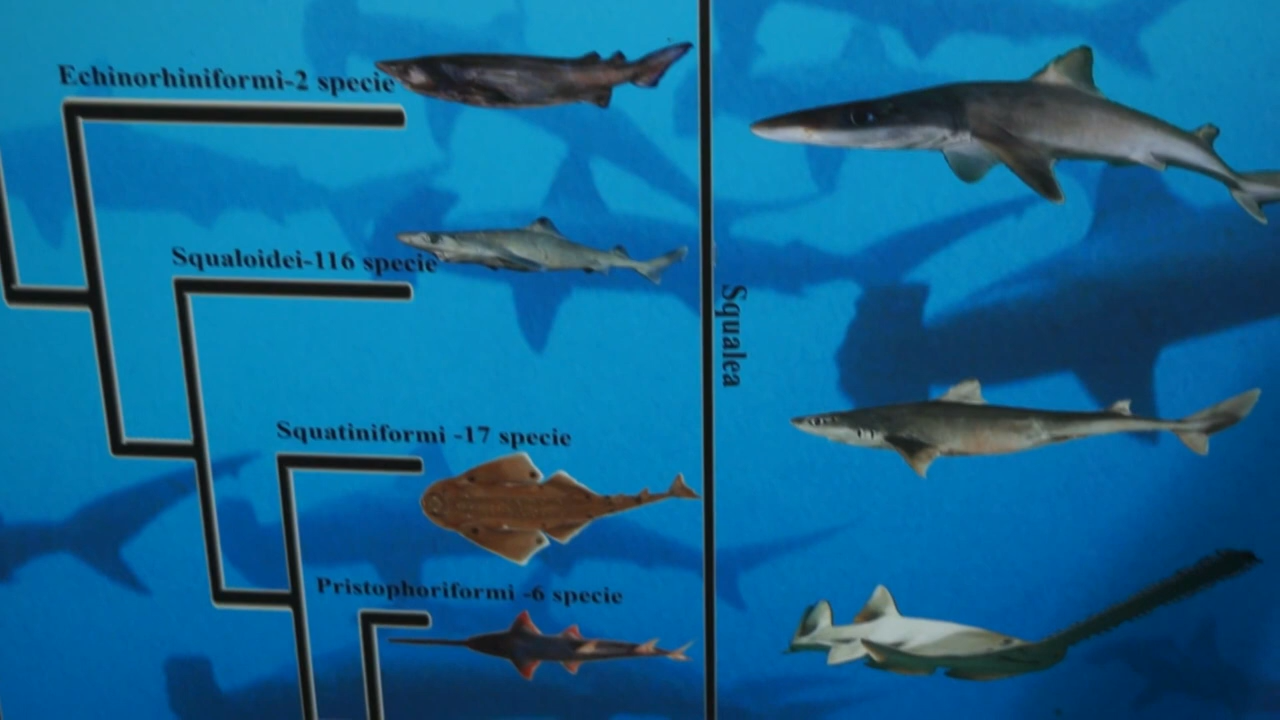 Echinorhiniformi-2 specie
Squaloidei-116 specie
Squalea
Squatiniformi -17 specie
Pristophoriformi -6 specie